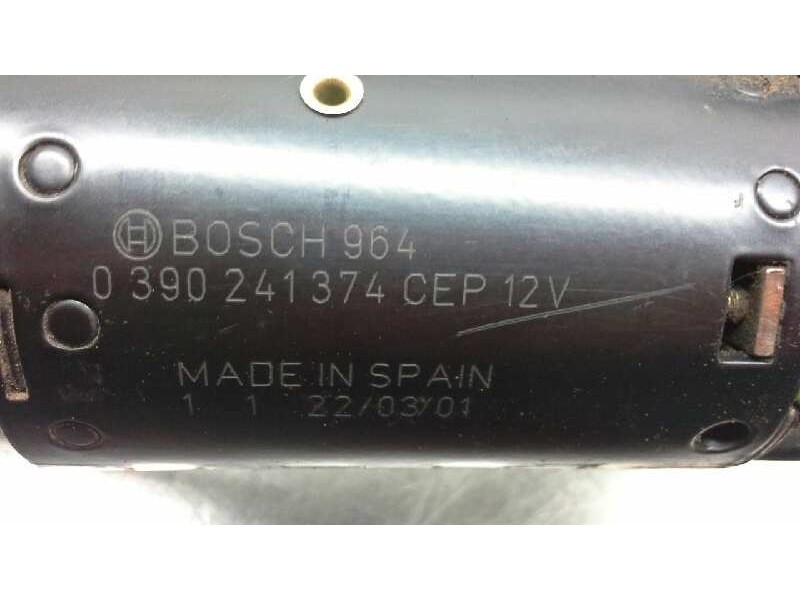 BOSCH 964
0 390 241 374 CEP 12V
MADE IN SPAIN
1 1 22/03/01